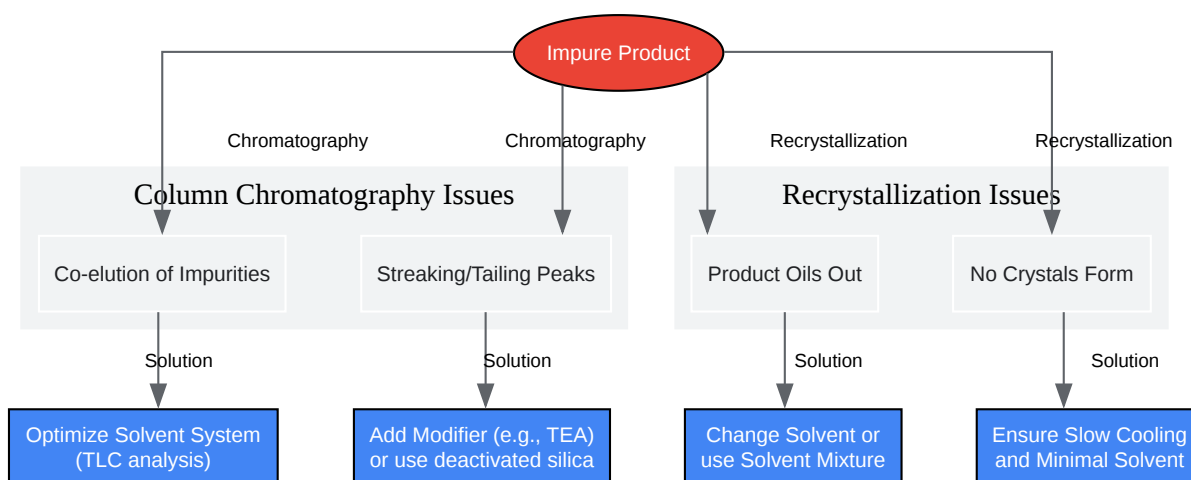 Impure Product
Chromatography
Chromatography
Recrystallization
Recrystallization
Column Chromatography Issues
Recrystallization Issues
Co-elution of Impurities
Streaking/Tailing Peaks
Product Oils Out
No Crystals Form
Solution
Solution
Solution
Solution
Optimize Solvent System
(TLC analysis)
Add Modifier (e.g., TEA)
or use deactivated silica
Change Solvent or
use Solvent Mixture
Ensure Slow Cooling
and Minimal Solvent